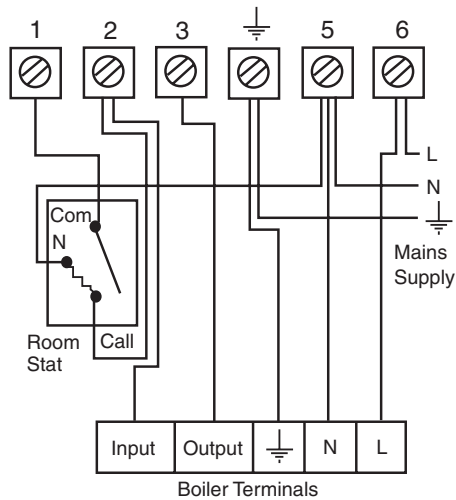 1 2 3 5 6
L
N
Mains
Supply
Com
N
Room
Stat
Call
Input Output N L
Boiler Terminals